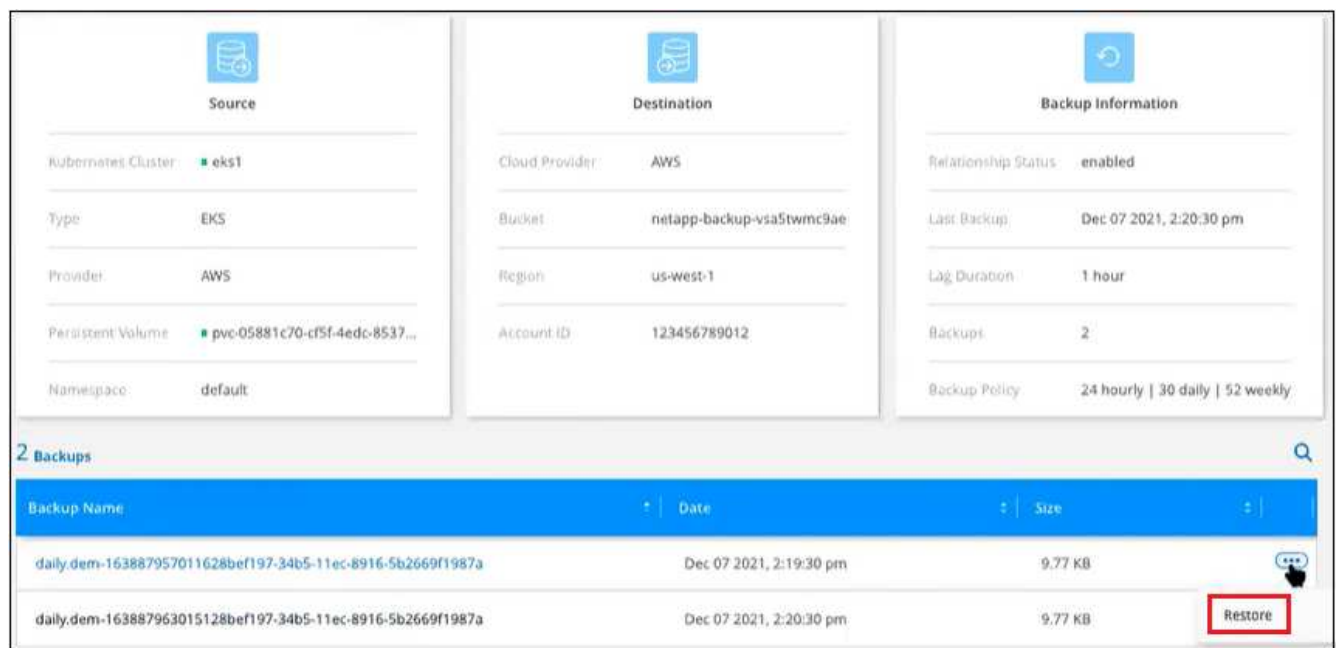 Source
Kubernetes Cluster eks1
Type EKS
Provider AWS
Persistent Volume pvc-05881c70-cf5f-4edc-8537...
Namespace default
Destination
Cloud Provider AWS
Bucket netapp-backup-vsa5twmc9ae
Region us-west-1
Account ID 123456789012
Backup Information
Relationship Status enabled
Last Backup Dec 07 2021, 2:20:30 pm
Lag Duration 1 hour
Backups 2
Backup Policy 24 hourly | 30 daily | 52 weekly
2 Backups
Backup Name Date Size
daily.dem-163887957011628bef197-34b5-11ec-8916-5b2669f1987a Dec 07 2021, 2:19:30 pm 9.77 KB
Restore
daily.dem-163887963015128bef197-34b5-11ec-8916-5b2669f1987a Dec 07 2021, 2:20:30 pm 9.77 KB